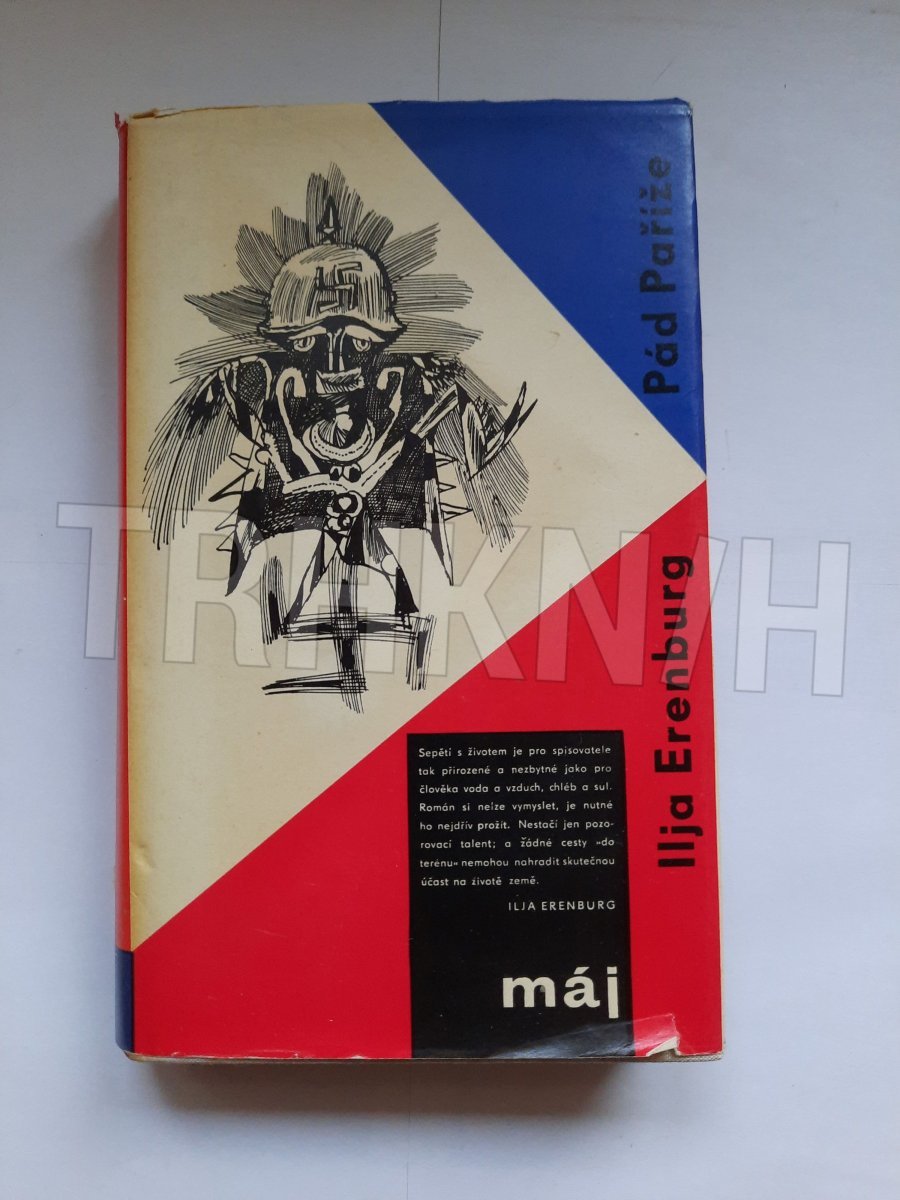 Pád Paříže
Ilja Erenburg
TRHKNIH
Sepětí s životem je pro spisovatele
tak přirozené a nezbytné jako pro
člověka voda a vzduch, chléb a sul.
Román si nelze vymyslet, je nutné
ho nejdřív prožít. Nestačí jen pozo-
rovací talent; a žádné cesty »do
terénu« nemohou nahradit skutečnou
účast na životě země.
ILJA ERENBURG
máj